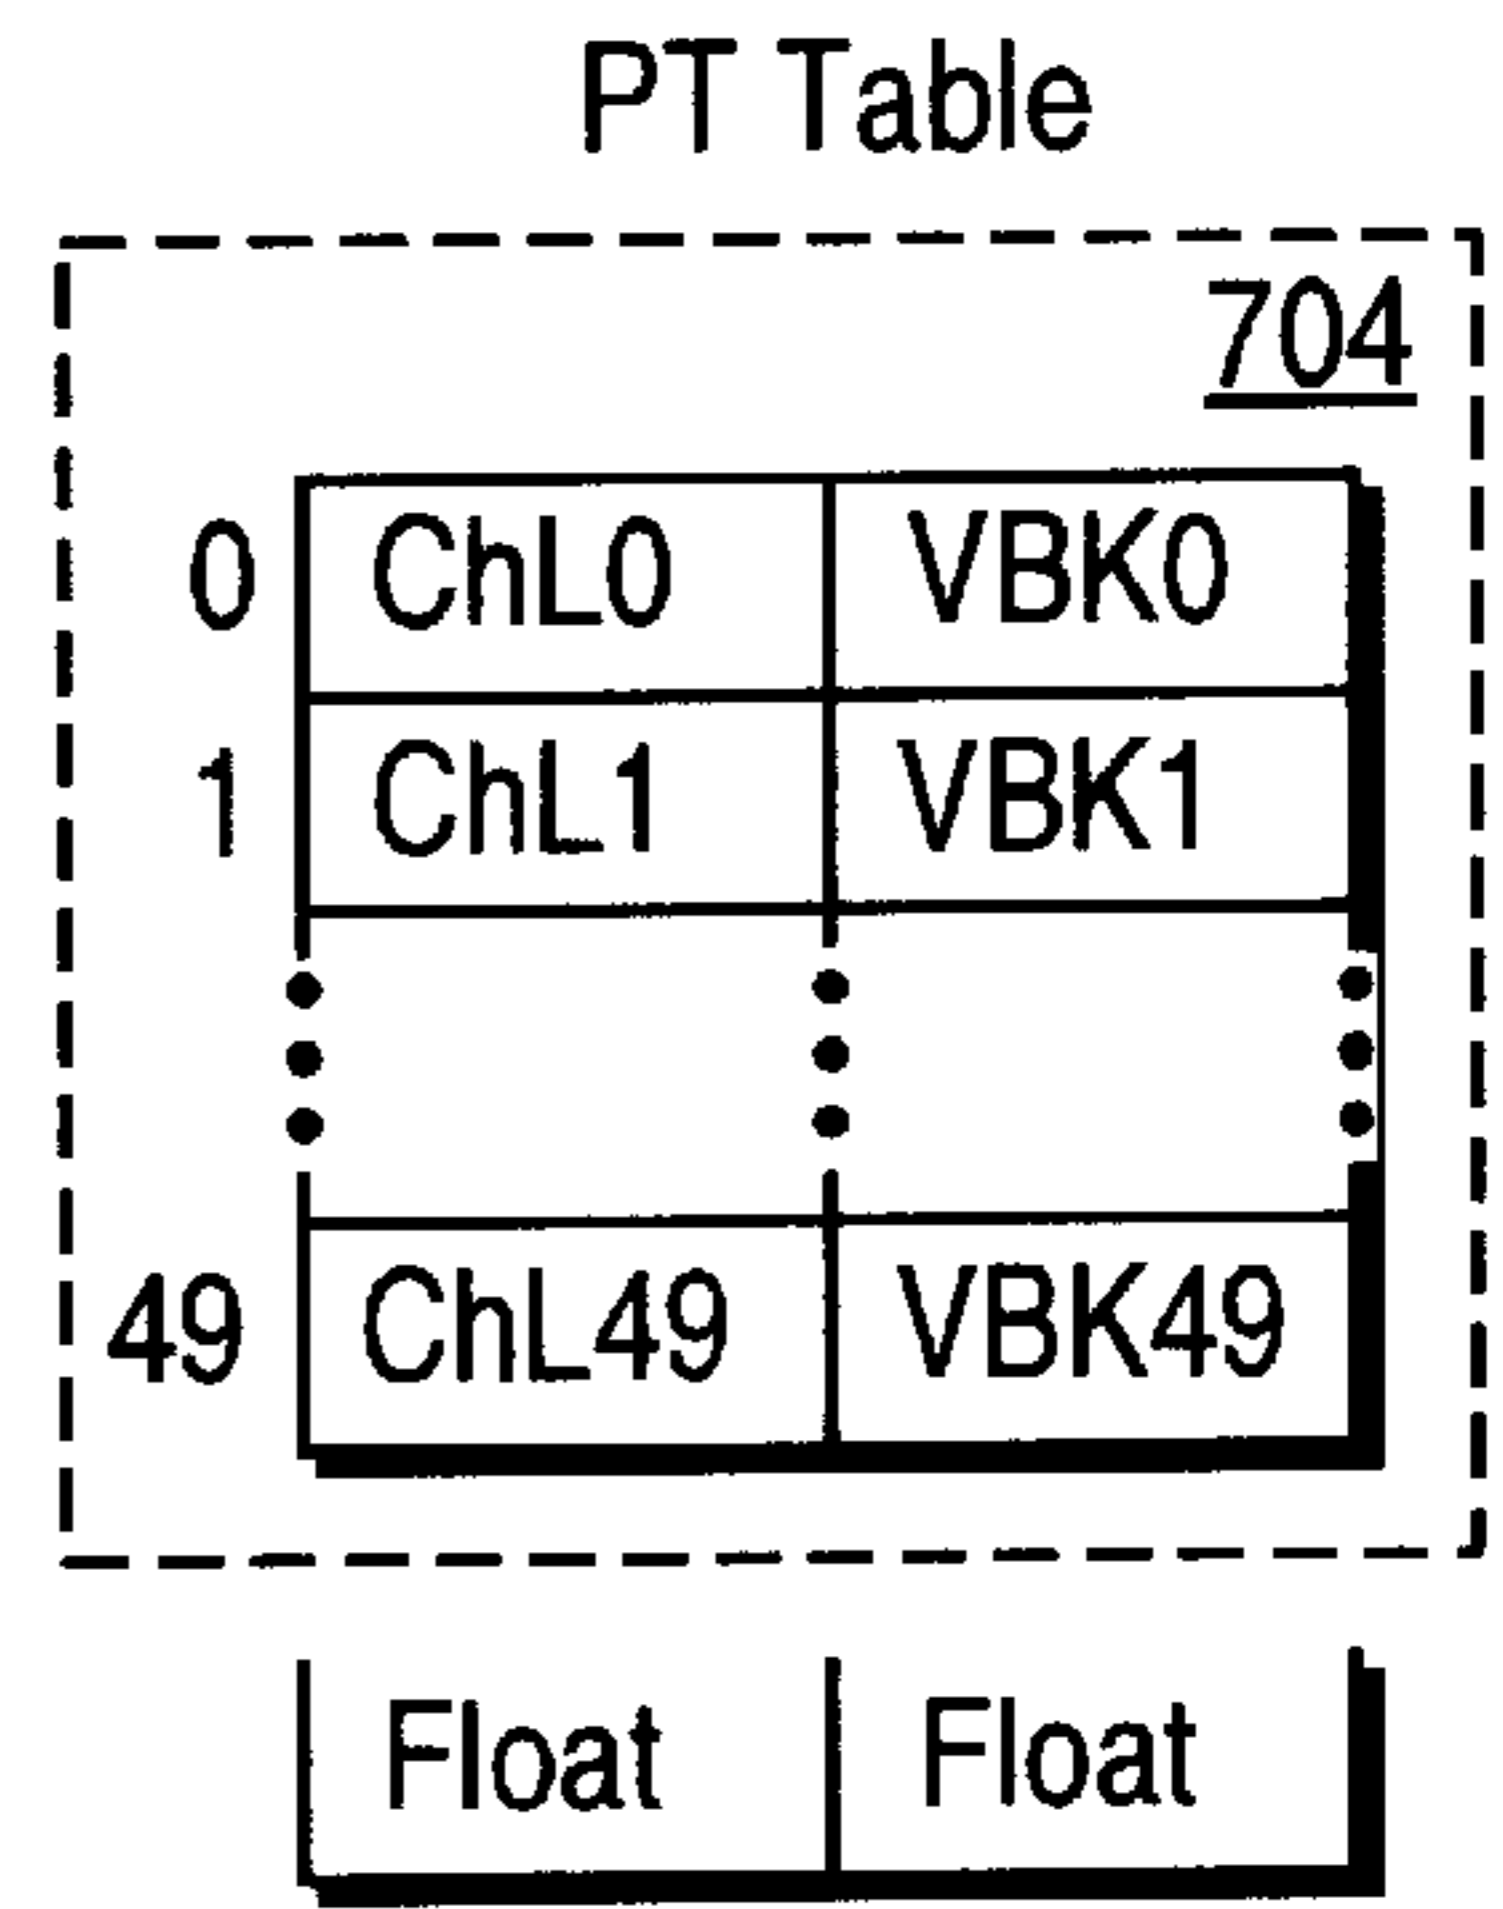 PT Table
704
0 ChL0 VBK0
1 ChL1 VBK1
49 ChL49 VBK49
Float Float